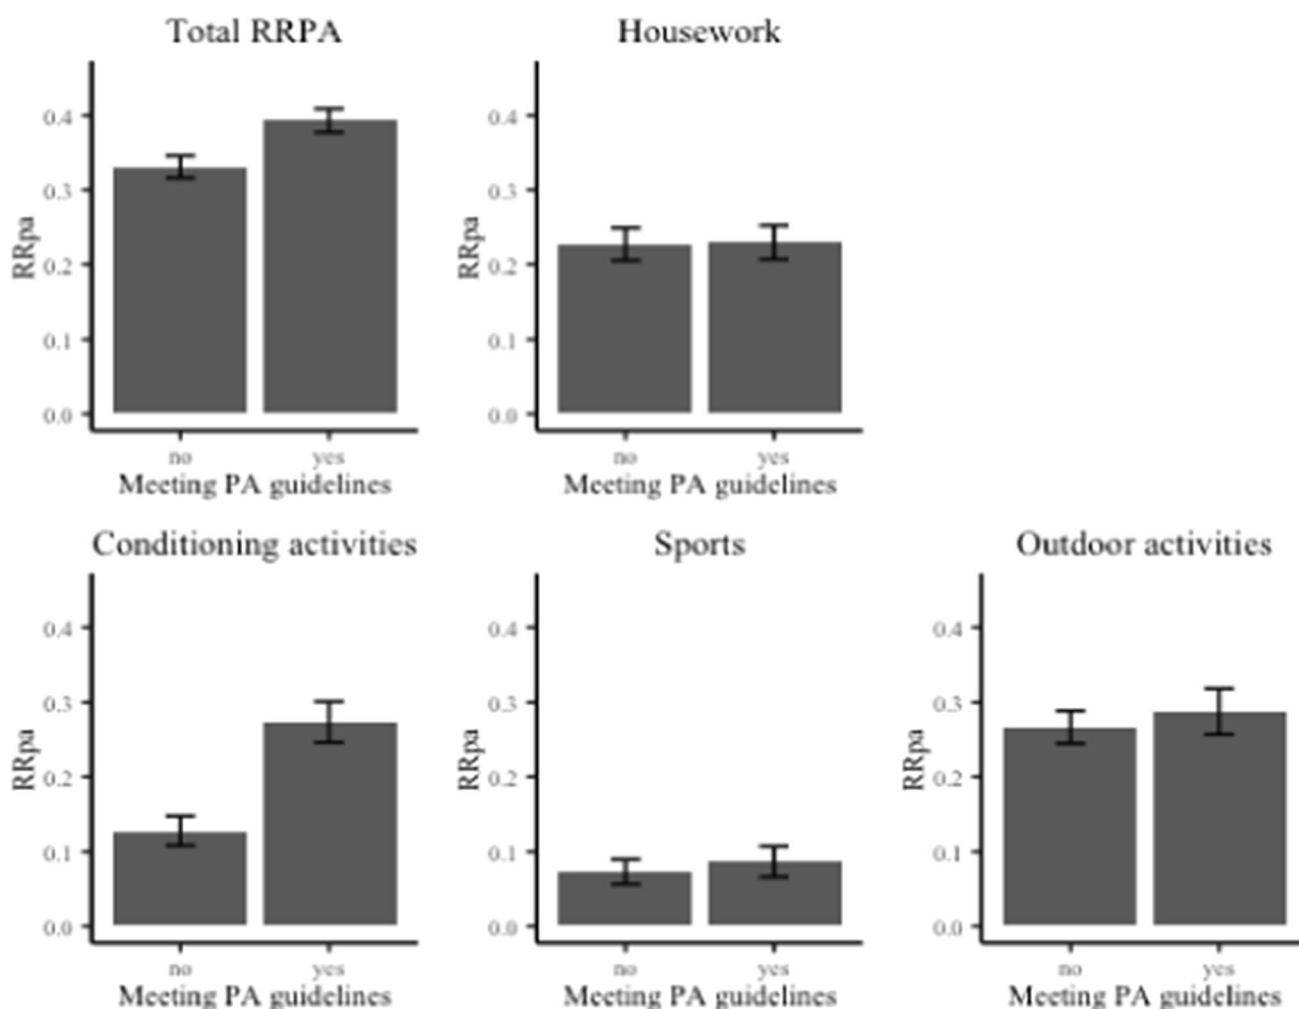 Total RRPA
0.4
0.3
0.2
0.1
0.0
RRpa
no yes
Meeting PA guidelines
Housework
0.4
0.3
0.2
0.1
0.0
RRpa
no yes
Meeting PA guidelines
Conditioning activities
0.4
0.3
0.2
0.1
0.0
RRpa
no yes
Meeting PA guidelines
Sports
0.4
0.3
0.2
0.1
0.0
RRpa
no yes
Meeting PA guidelines
Outdoor activities
0.4
0.3
0.2
0.1
0.0
RRpa
no yes
Meeting PA guidelines